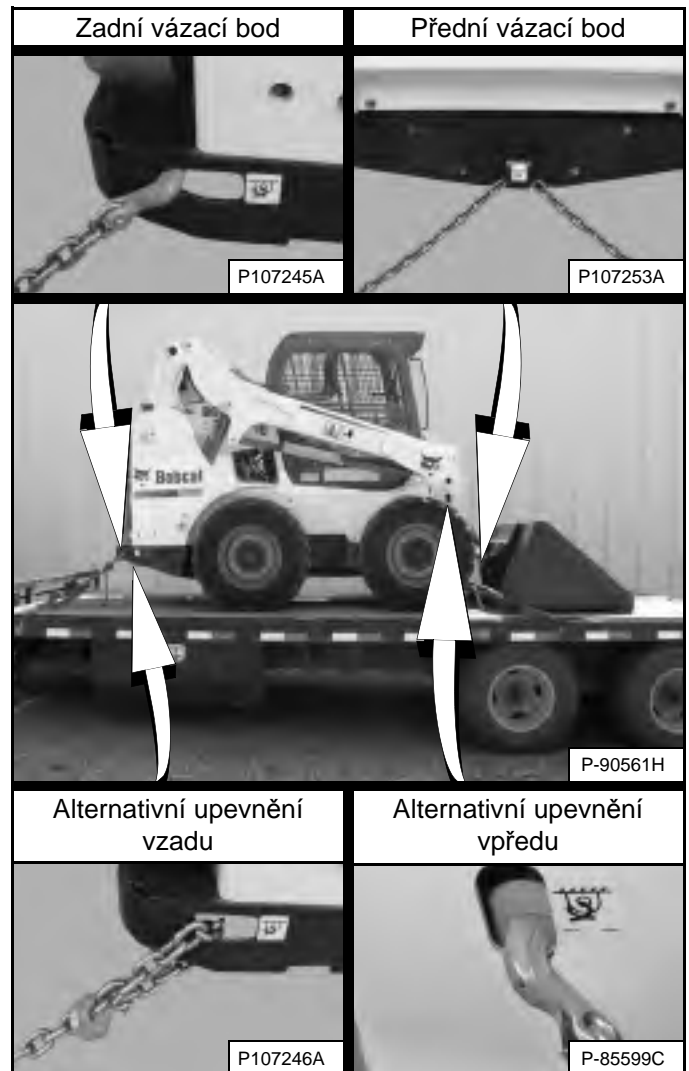 Zadní vázací bod
Přední vázací bod
P107245A
P107253A
Bobcat
P-90561H
Alternativní upevnění
vzadu
Alternativní upevnění
vpředu
P107246A
P-85599C